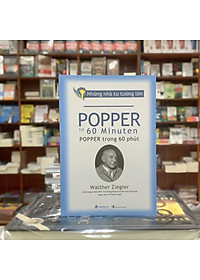 Những nhà tư tưởng lớn
POPPER
in 60 Minuten
POPPER trong 60 phút
Walther Ziegler